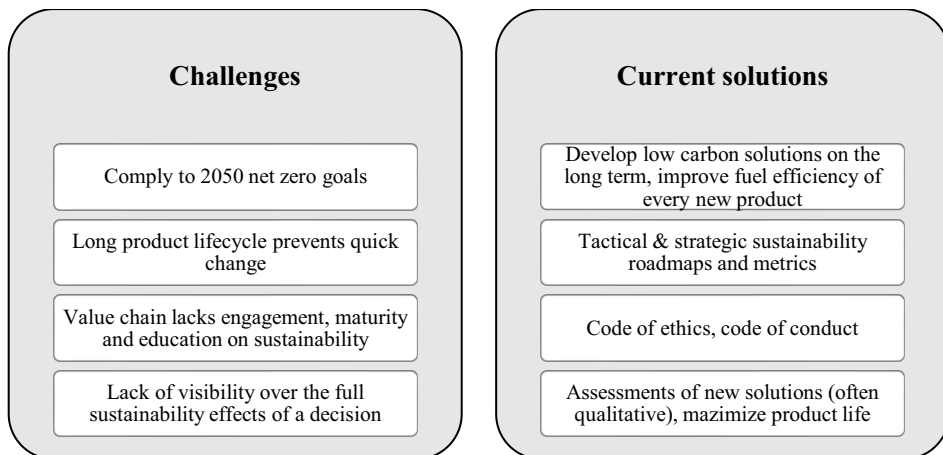 Challenges
Comply to 2050 net zero goals
Long product lifecycle prevents quick
change
Value chain lacks engagement, maturity
and education on sustainability
Lack of visibility over the full
sustainability effects of a decision
Current solutions
Develop low carbon solutions on the
long term, improve fuel efficiency of
every new product
Tactical & strategic sustainability
roadmaps and metrics
Code of ethics, code of conduct
Assessments of new solutions (often
qualitative), mazimize product life